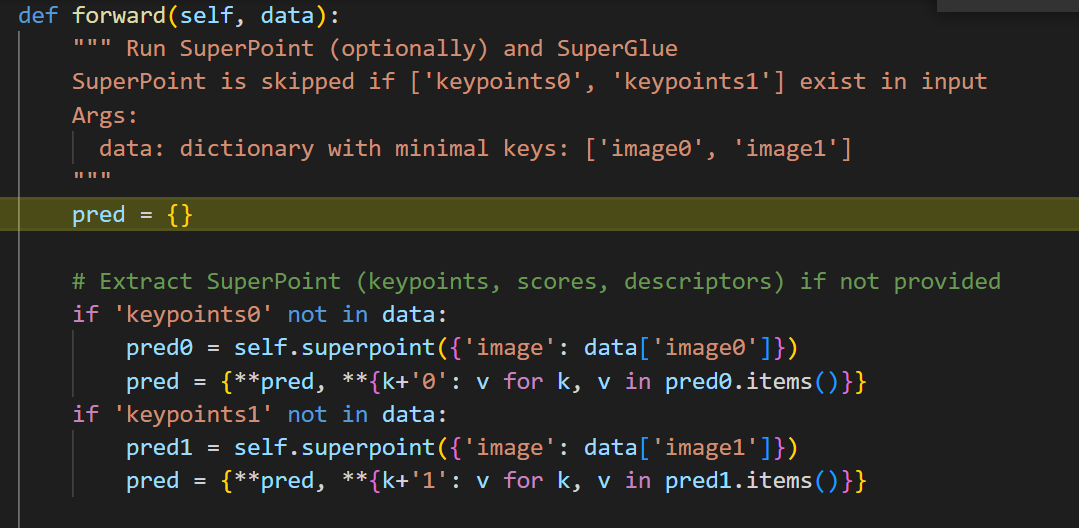 def forward(self, data):
""" Run SuperPoint (optionally) and SuperGlue
SuperPoint is skipped if ['keypoints0', 'keypoints1'] exist in input
Args:
data: dictionary with minimal keys: ['image0', 'image1']
"""
pred = {}
# Extract SuperPoint (keypoints, scores, descriptors) if not provided
if 'keypoints0' not in data:
pred0 = self.superpoint({'image': data['image0']})
pred = {**pred, **{k+'0': v for k, v in pred0.items()}}
if 'keypoints1' not in data:
pred1 = self.superpoint({'image': data['image1']})
pred = {**pred, **{k+'1': v for k, v in pred1.items()}}